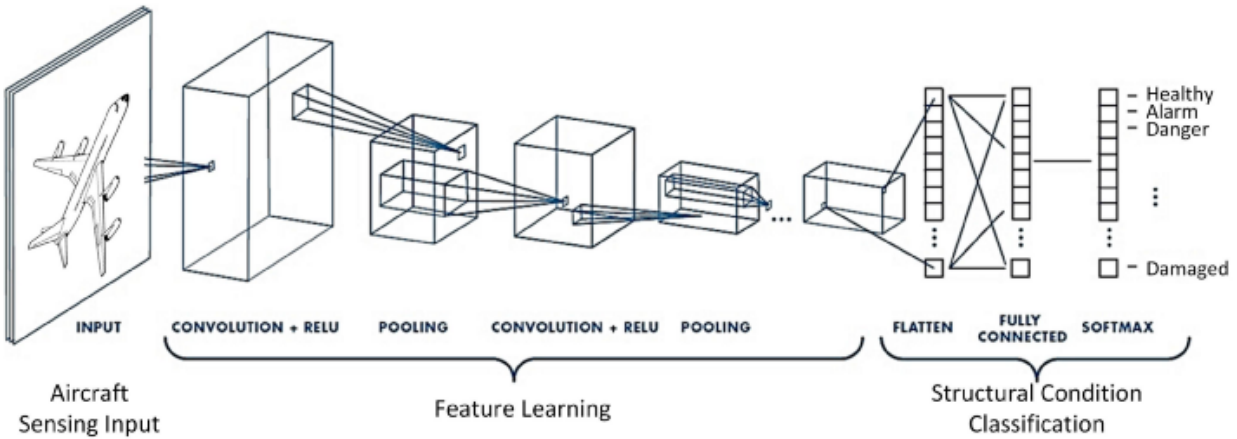 Healthy
Alarm
Danger
...
Damaged
INPUT
CONVOLUTION + RELU
POOLING
CONVOLUTION + RELU
POOLING
FLATTEN
FULLY
CONNECTED
SOFTMAX
Aircraft
Sensing Input
Feature Learning
Structural Condition
Classification